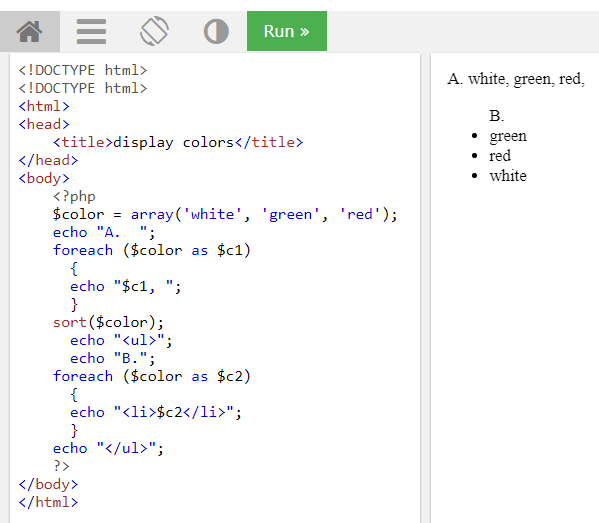 Run »
<!DOCTYPE html>
<!DOCTYPE html>
<html>
<head>
    <title>display colors</title>
</head>
<body>
    <?php
    $color = array('white', 'green', 'red');
    echo "A.  ";
    foreach ($color as $c1)
      {
      echo "$c1, ";
      }
    sort($color);
      echo "<ul>";
      echo "B.";
    foreach ($color as $c2)
      {
      echo "<li>$c2</li>";
      }
    echo "</ul>";
    ?>
</body>
</html>
A. white, green, red,
B.
• green
• red
• white